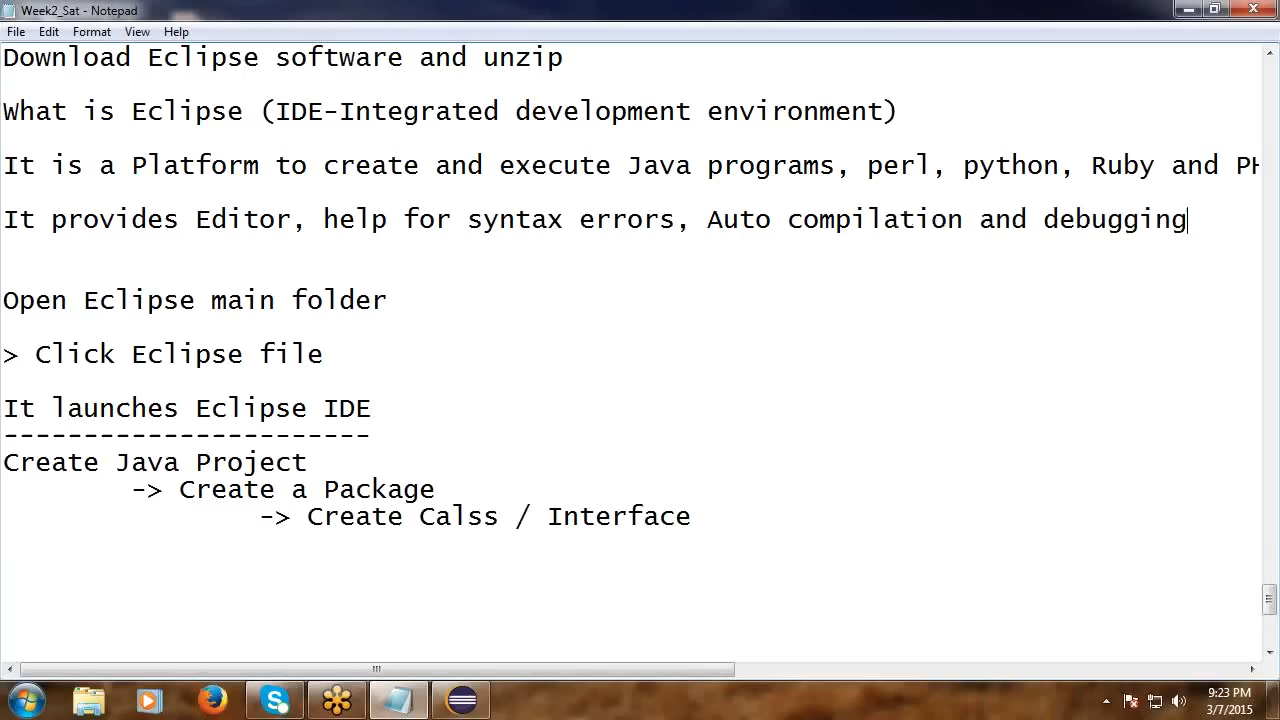 Week2_Sat - Notepad
File Edit Format View Help
Download Eclipse software and unzip
What is Eclipse (IDE-Integrated development environment)
It is a Platform to create and execute Java programs, perl, python, Ruby and PH
It provides Editor, help for syntax errors, Auto compilation and debugging
Open Eclipse main folder
> Click Eclipse file
It launches Eclipse IDE
-----------------------
Create Java Project
-> Create a Package
-> Create Calss / Interface
9:23 PM
3/7/2015